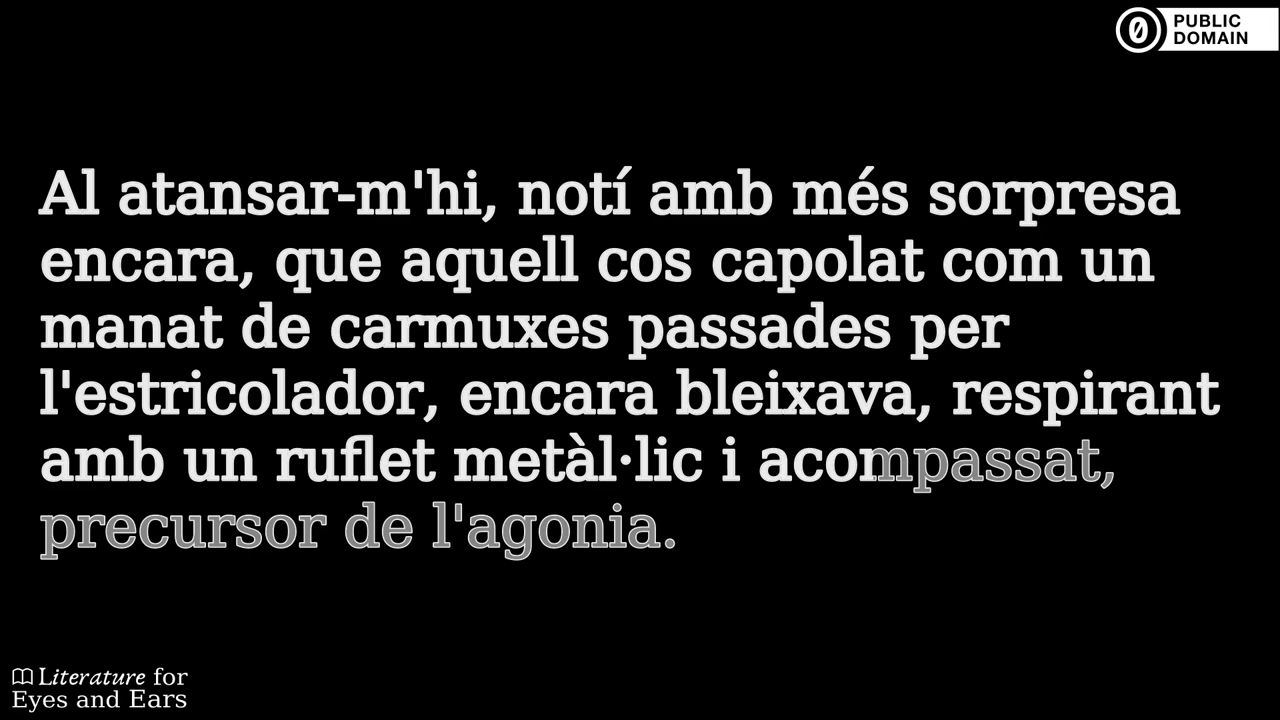 PUBLIC
DOMAIN
Al atansar-m'hi, notí amb més sorpresa
encara, que aquell cos capolat com un
manat de carmuxes passades per
l'estricolador, encara bleixava, respirant
amb un ruflet metàl·lic i acompassat,
precursor de l'agonia.
Literature for
Eyes and Ears